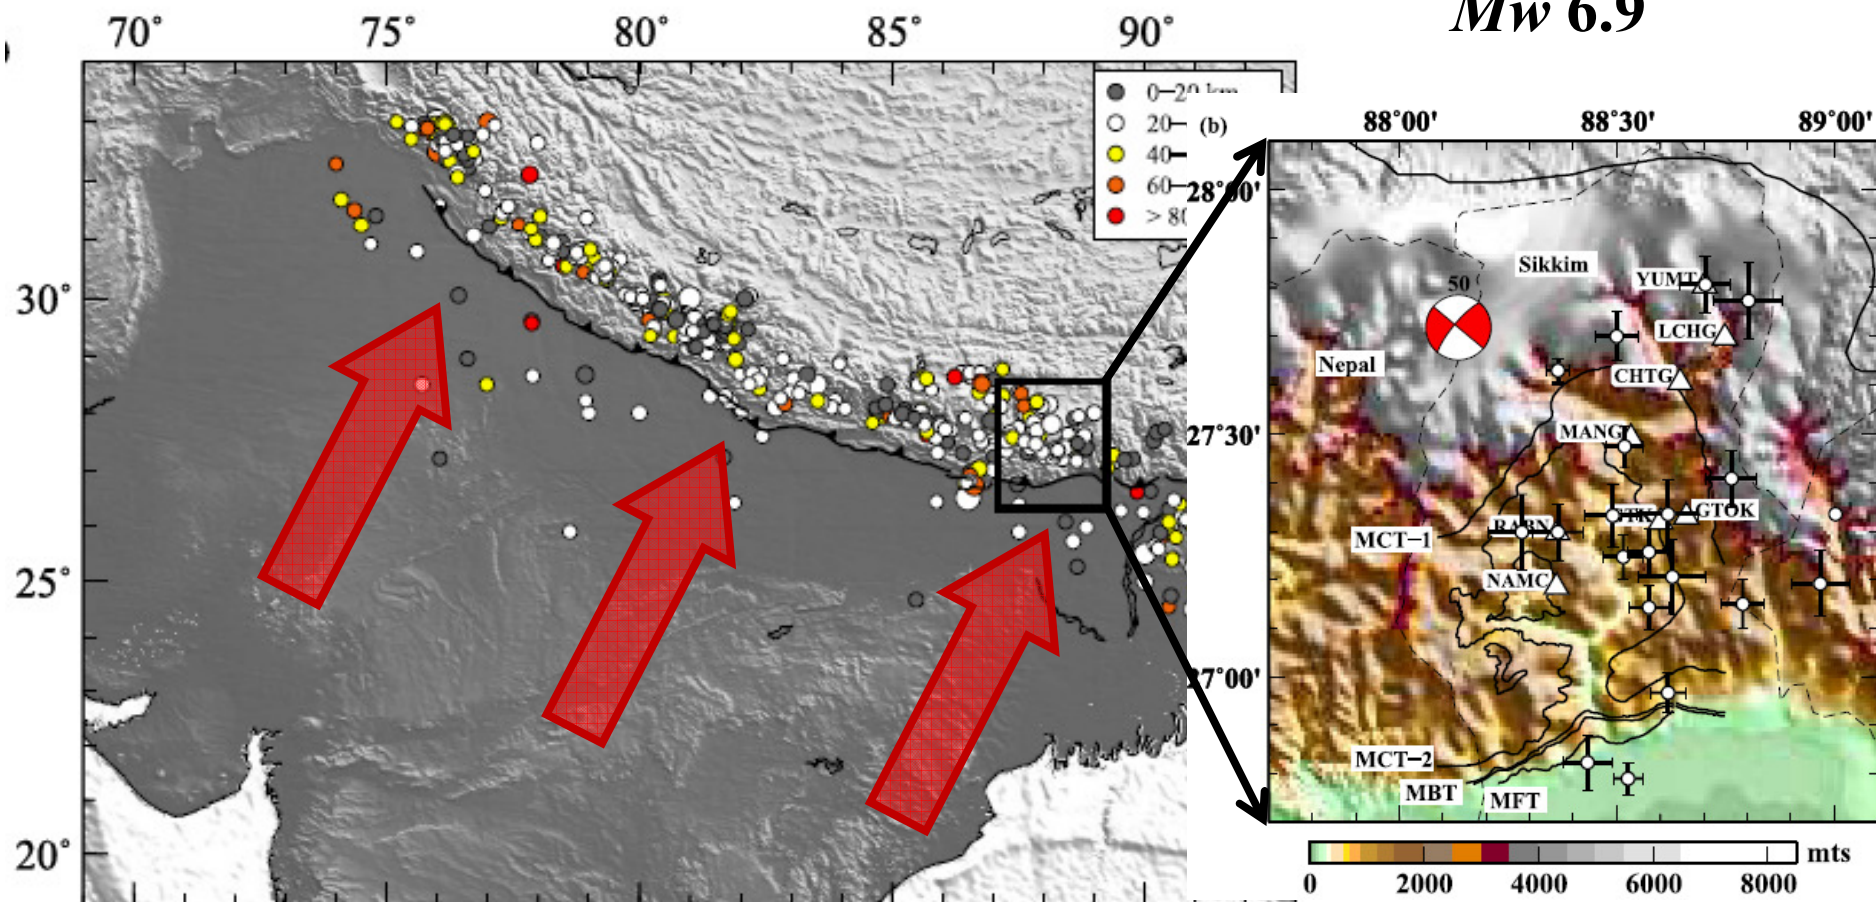 Mw 6.9
70° 75° 80° 85° 90°
0–20 km
20–
40–
60–
> 80
(b)
88°00' 88°30' 89°00'
28°00'
Sikkim
YUMT
50
LCHG
30°
Nepal
CHTG
27°30'
MANG
GTOK
RABN
MCT–1
25°
NAMC
27°00'
MCT–2
MBT
MFT
20°
mts
0 2000 4000 6000 8000